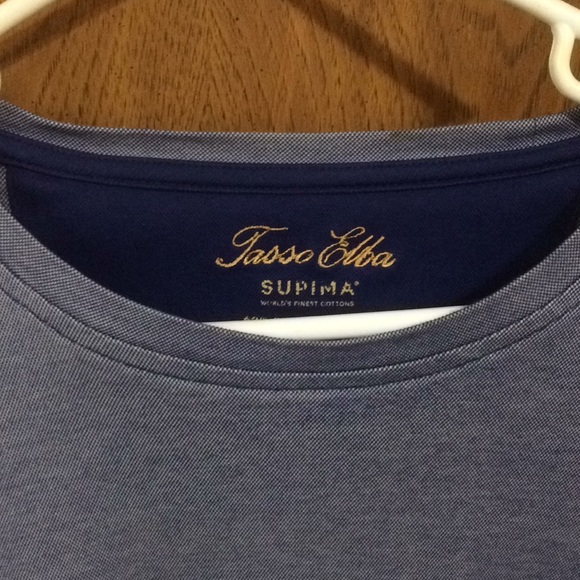 Tasso Elba
SUPIMA®
WORLD'S FINEST COTTONS